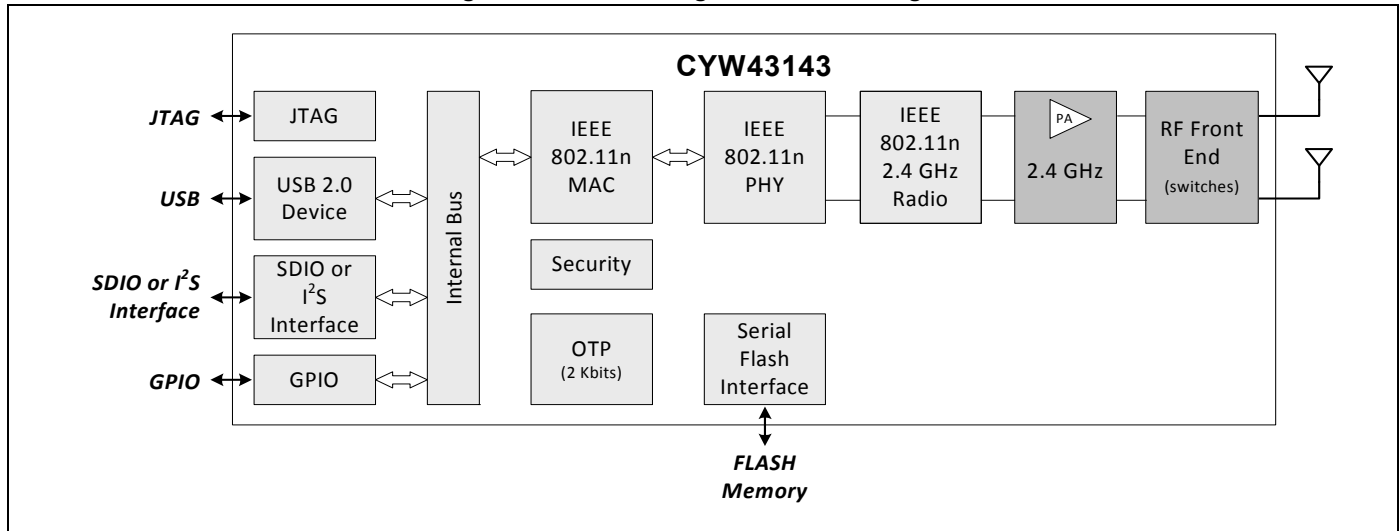 CYW43143
JTAG
JTAG
USB
USB 2.0
Device
SDIO or I²S
Interface
SDIO or
I²S
Interface
GPIO
GPIO
Internal Bus
IEEE
802.11n
MAC
Security
OTP
(2 Kbits)
IEEE
802.11n
PHY
Serial
Flash
Interface
FLASH
Memory
IEEE
802.11n
2.4 GHz
Radio
PA
2.4 GHz
RF Front
End
(switches)